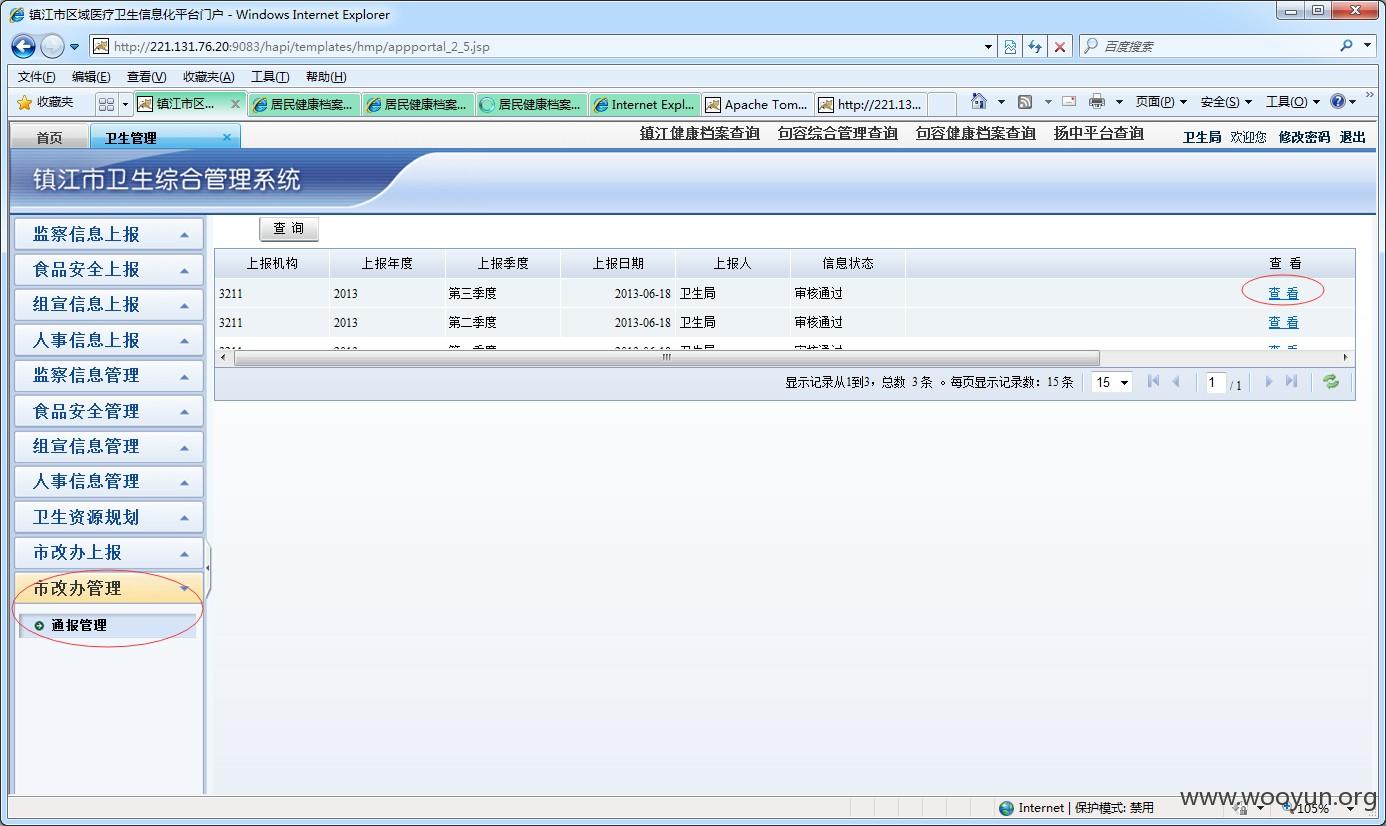 镇江市区域医疗卫生信息化平台门户 - Windows Internet Explorer
http://221.131.76.20:9083/hapi/templates/hmp/appportal_2_5.jsp
百度搜索
文件(F) 编辑(E) 查看(V) 收藏夹(A) 工具(T) 帮助(H)
收藏夹 镇江市区... 居民健康档案... 居民健康档案... 居民健康档案... Internet Expl... Apache Tom... http://221.13... 页面(P) 安全(S) 工具(O)
首页 卫生管理 镇江健康档案查询 句容综合管理查询 句容健康档案查询 扬中平台查询 卫生局 欢迎您 修改密码 退出
镇江市卫生综合管理系统
监察信息上报
食品安全上报
组宣信息上报
人事信息上报
监察信息管理
食品安全管理
组宣信息管理
人事信息管理
卫生资源规划
市改办上报
市改办管理
通报管理
查 询
上报机构 上报年度 上报季度 上报日期 上报人 信息状态 查 看
3211 2013 第三季度 2013-06-18 卫生局 审核通过 查 看
3211 2013 第二季度 2013-06-18 卫生局 审核通过 查 看
显示记录从1到3，总数 3 条 。每页显示记录数：15 条 15 1 / 1
Internet | 保护模式: 禁用
105%
www.wooyun.org